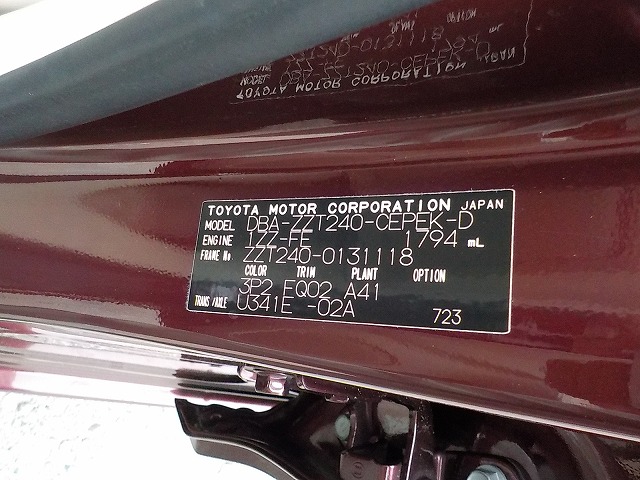 TOYOTA MOTOR CORPORATION JAPAN
MODEL DBA-ZZT240-CEPEK-D
ENGINE 1ZZ-FE 1794 mL
FRAME No ZZT240-0131118
COLOR TRIM PLANT OPTION
3P2 FQ02 A41
TRANS/AXLE U341E -02A
723